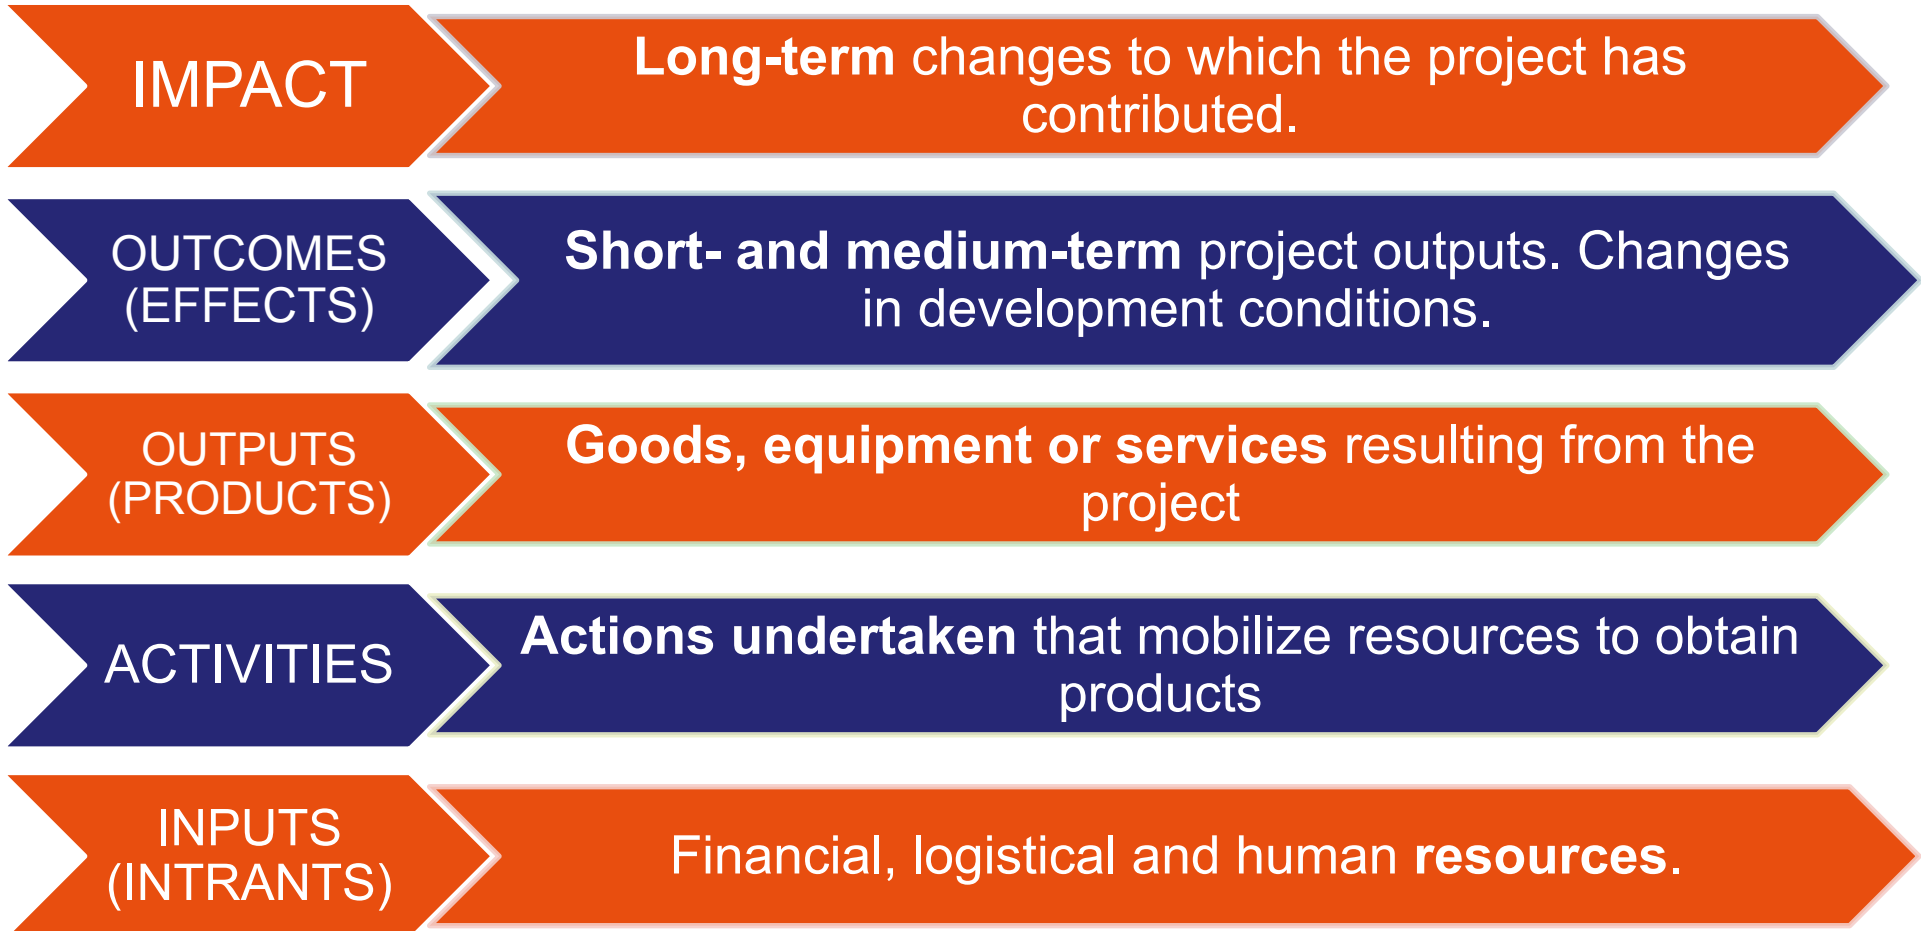 IMPACT
Long-term changes to which the project has
contributed.
OUTCOMES
(EFFECTS)
Short- and medium-term project outputs. Changes
in development conditions.
OUTPUTS
(PRODUCTS)
Goods, equipment or services resulting from the
project
ACTIVITIES
Actions undertaken that mobilize resources to obtain
products
INPUTS
(INTRANTS)
Financial, logistical and human resources.